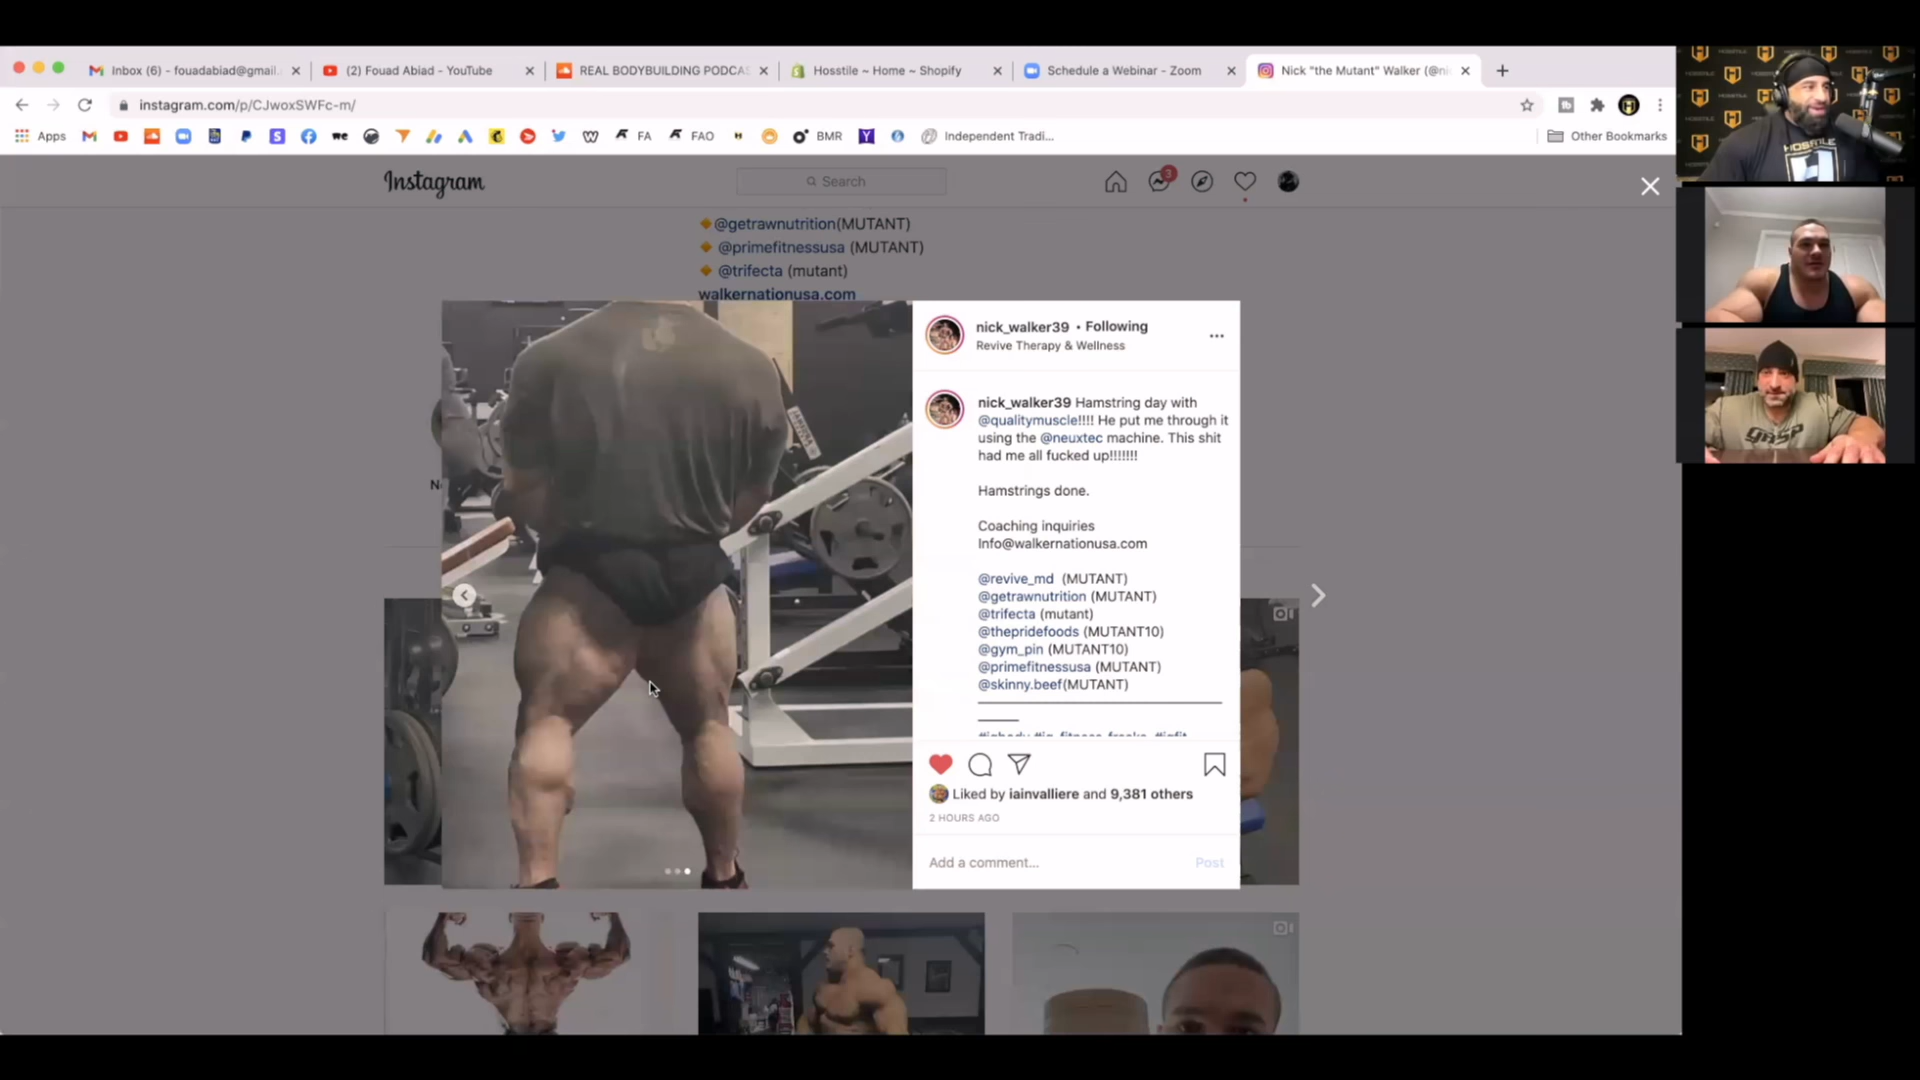 Inbox (6) - fouadabiad@gmail.
(2) Fouad Abiad - YouTube
REAL BODYBUILDING PODCAS
Hosstile ~ Home ~ Shopify
Schedule a Webinar - Zoom
Nick "the Mutant" Walker (@ni
instagram.com/p/CJwoxSWFc-m/
Apps
FA
FAO
BMR
Independent Tradi...
Other Bookmarks
Instagram
Search
3
@getrawnutrition(MUTANT)
@primefitnessusa (MUTANT)
@trifecta (mutant)
walkernationusa.com
nick_walker39 • Following
Revive Therapy & Wellness
nick_walker39 Hamstring day with
@qualitymuscle!!!! He put me through it
using the @neuxtec machine. This shit
had me all fucked up!!!!!!!
Hamstrings done.
Coaching inquiries
Info@walkernationusa.com
@revive_md (MUTANT)
@getrawnutrition (MUTANT)
@trifecta (mutant)
@thepridefoods (MUTANT10)
@gym_pin (MUTANT10)
@primefitnessusa (MUTANT)
@skinny.beef(MUTANT)
Liked by iainvalliere and 9,381 others
2 HOURS AGO
Add a comment...
Post
HOSSTILE
GASP